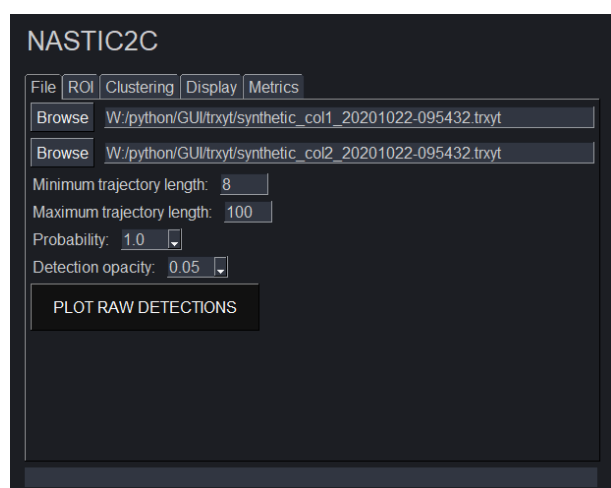 NASTIC2C
File ROI Clustering Display Metrics
Browse W:/python/GUI/trxyt/synthetic_col1_20201022-095432.trxyt
Browse W:/python/GUI/trxyt/synthetic_col2_20201022-095432.trxyt
Minimum trajectory length: 8
Maximum trajectory length: 100
Probability: 1.0
Detection opacity: 0.05
PLOT RAW DETECTIONS